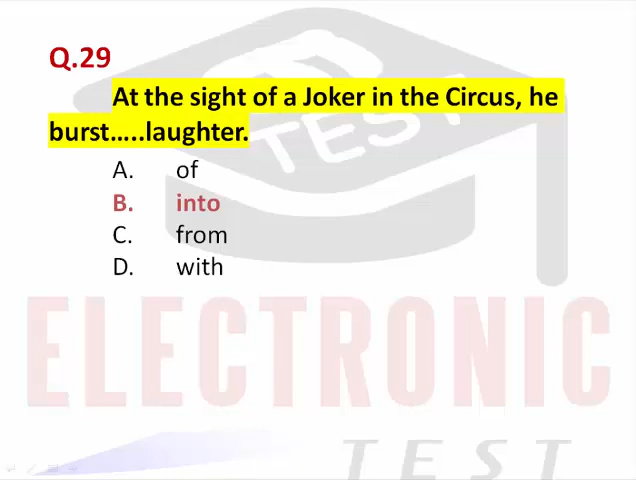 Q.29
At the sight of a Joker in the Circus, he
burst.....laughter.
A. of
B. into
C. from
D. with
TEST
ELECTRONIC
TEST